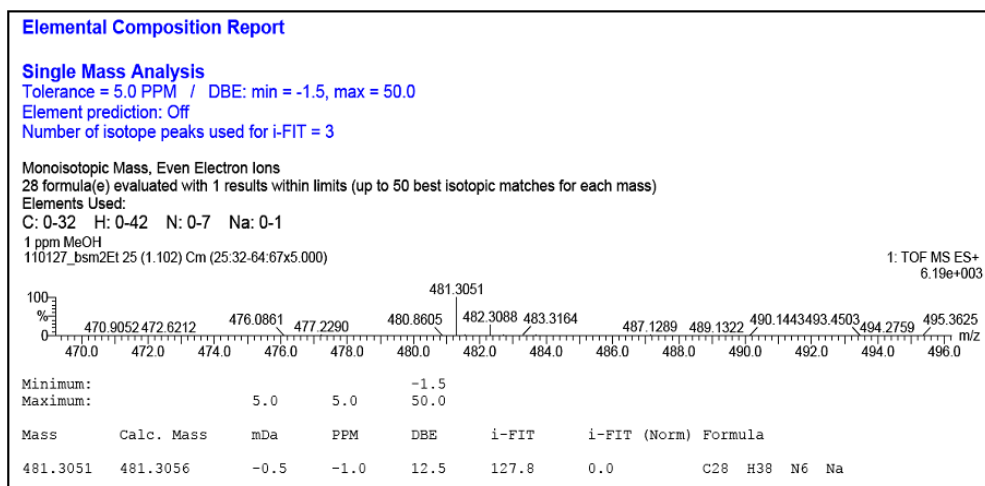 Elemental Composition Report
Single Mass Analysis
Tolerance = 5.0 PPM / DBE: min = -1.5, max = 50.0
Element prediction: Off
Number of isotope peaks used for i-FIT = 3
Monoisotopic Mass, Even Electron Ions
28 formula(e) evaluated with 1 results within limits (up to 50 best isotopic matches for each mass)
Elements Used:
C: 0-32 H: 0-42 N: 0-7 Na: 0-1
1 ppm MeOH
110127_bsm2Et 25 (1.102) Cm (25:32-64:67x5.000)
1: TOF MS ES+
6.19e+003
481.3051
100
%
0
470.9052 472.6212 476.0861 477.2290 480.8605 482.3088 483.3164 487.1289 489.1322 490.1443 493.4503 494.2759 495.3625
m/z
470.0 472.0 474.0 476.0 478.0 480.0 482.0 484.0 486.0 488.0 490.0 492.0 494.0 496.0
Minimum: -1.5
Maximum: 5.0 5.0 50.0
Mass Calc. Mass mDa PPM DBE i-FIT i-FIT (Norm) Formula
481.3051 481.3056 -0.5 -1.0 12.5 127.8 0.0 C28 H38 N6 Na